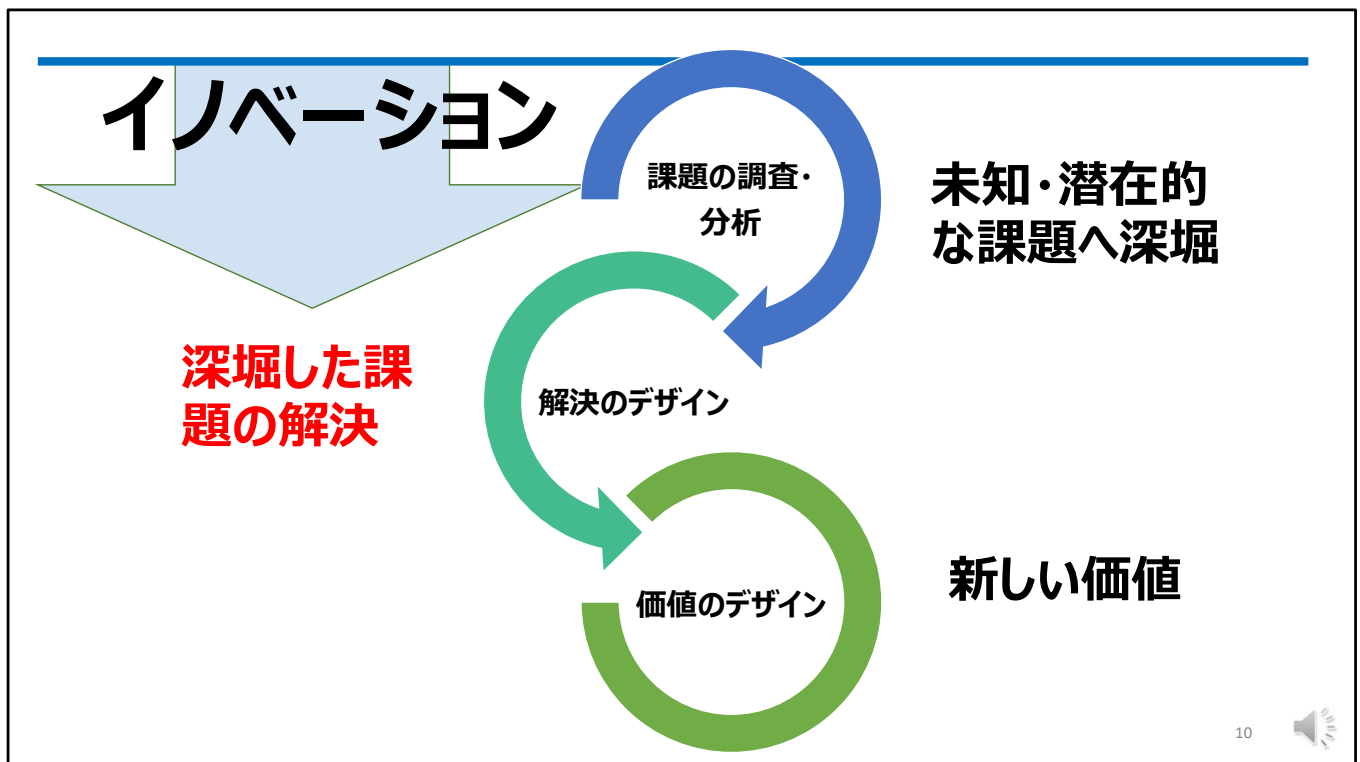 イノベーション
課題の調査・
分析
未知・潜在的
な課題へ深堀
深堀した課
題の解決
解決のデザイン
価値のデザイン
新しい価値
10